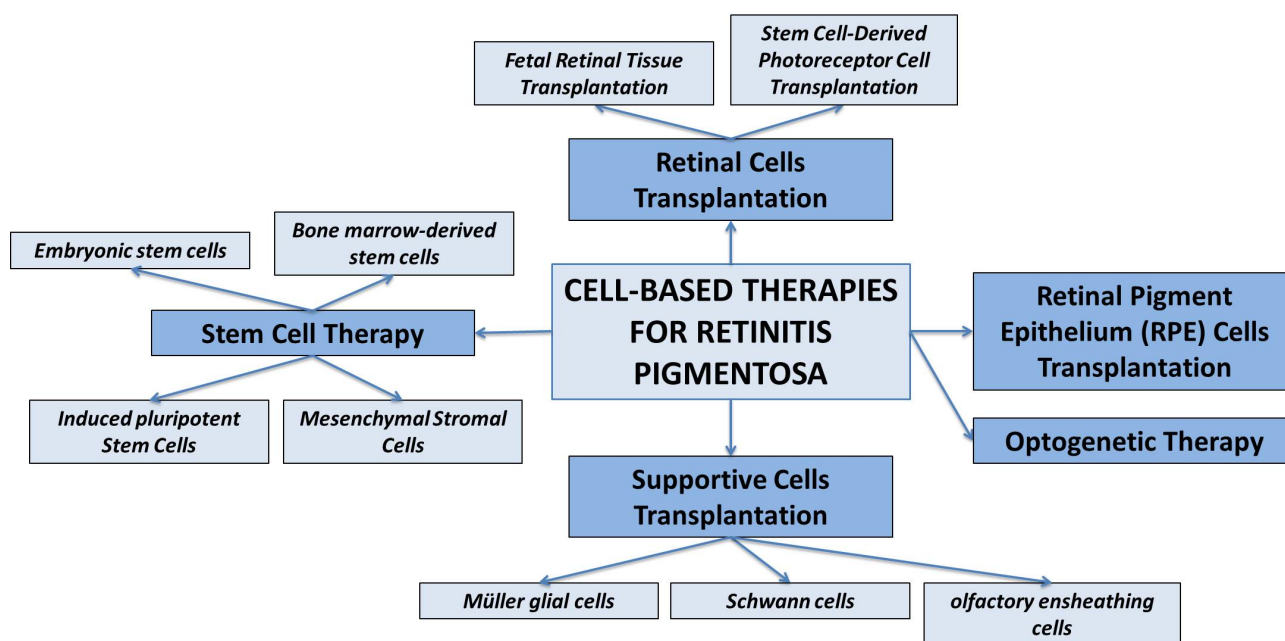 Fetal Retinal Tissue
Transplantation
Stem Cell-Derived
Photoreceptor Cell
Transplantation
Retinal Cells
Transplantation
Embryonic stem cells
Bone marrow-derived
stem cells
Stem Cell Therapy
Induced pluripotent
Stem Cells
Mesenchymal Stromal
Cells
CELL-BASED THERAPIES
FOR RETINITIS
PIGMENTOSA
Retinal Pigment
Epithelium (RPE) Cells
Transplantation
Optogenetic Therapy
Supportive Cells
Transplantation
Müller glial cells
Schwann cells
olfactory ensheathing
cells